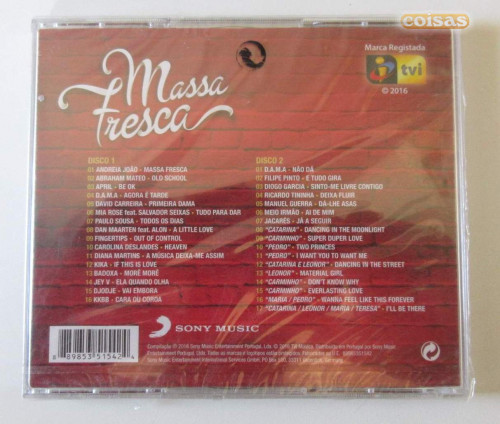 coisas
Massa
Fresca
Marca Registada
tvi
© 2016
DISCO 1
01 ANDREIA JOÃO - MASSA FRESCA
02 ABRAHAM MATEO - OLD SCHOOL
03 APRIL - BE OK
04 D.A.M.A - AGORA É TARDE
05 DAVID CARREIRA - PRIMEIRA DAMA
06 MIA ROSE feat. SALVADOR SEIXAS - TUDO PARA DAR
07 PAULO SOUSA - TODOS OS DIAS
08 DAN MAARTEN feat. ALON - A LITTLE LOVE
09 FINGERTIPS - OUT OF CONTROL
10 CAROLINA DESLANDES - HEAVEN
11 DIANA MARTINS - A MÚSICA DEIXA-ME ASSIM
12 KIKA - IF THIS IS LOVE
13 BADOXA - MORÉ MORÉ
14 JEY V - ELA QUANDO OLHA
15 DJODJE - VAI EMBORA
16 KKBB - CARA OU COROA
DISCO 2
01 D.A.M.A - NÃO DÁ
02 FILIPE PINTO - E TUDO GIRA
03 DIOGO GARCIA - SINTO-ME LIVRE CONTIGO
04 RICARDO TININHA - DEIXA FLUIR
05 MANUEL GUERRA - DÁ-LHE ASAS
06 MEIO IRMÃO - AI DE MIM
07 JACARÉS - JÁ A SEGUIR
08 "CATARINA" - DANCING IN THE MOONLIGHT
09 "CARMINHO" - SUPER DUPER LOVE
10 "PEDRO" - TWO PRINCES
11 "PEDRO" - I WANT YOU TO WANT ME
12 "CATARINA E LEONOR" - DANCING IN THE STREET
13 "LEONOR" - MATERIAL GIRL
14 "CARMINHO" - DON'T KNOW WHY
15 "CARMINHO" - EVERLASTING LOVE
16 "MARIA / PEDRO" - WANNA FEEL LIKE THIS FOREVER
17 "CATARINA / LEONOR / MARIA / TERESA" - I'LL BE THERE
SONY MUSIC
8 89853 51542 4